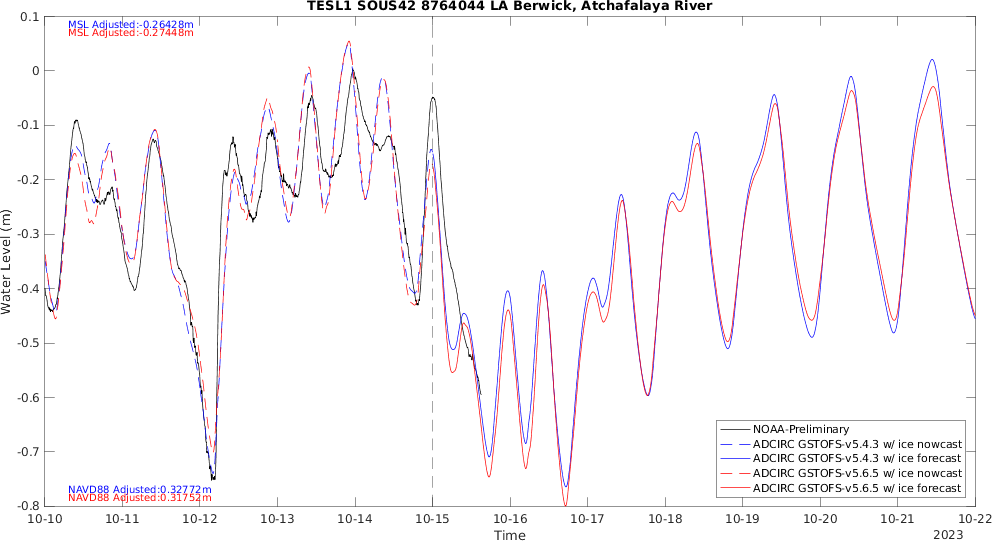 TESL1 SOUS42 8764044 LA Berwick, Atchafalaya River
MSL Adjusted:-0.26428m
MSL Adjusted:-0.27448m
0.1
0
-0.1
-0.2
-0.3
-0.4
-0.5
-0.6
-0.7
-0.8
Water Level (m)
NOAA-Preliminary
ADCIRC GSTOFS-v5.4.3 w/ ice nowcast
ADCIRC GSTOFS-v5.4.3 w/ ice forecast
ADCIRC GSTOFS-v5.6.5 w/ ice nowcast
ADCIRC GSTOFS-v5.6.5 w/ ice forecast
NAVD88 Adjusted:0.32772m
NAVD88 Adjusted:0.31752m
10-10 10-11 10-12 10-13 10-14 10-15 10-16 10-17 10-18 10-19 10-20 10-21 10-22
Time
2023